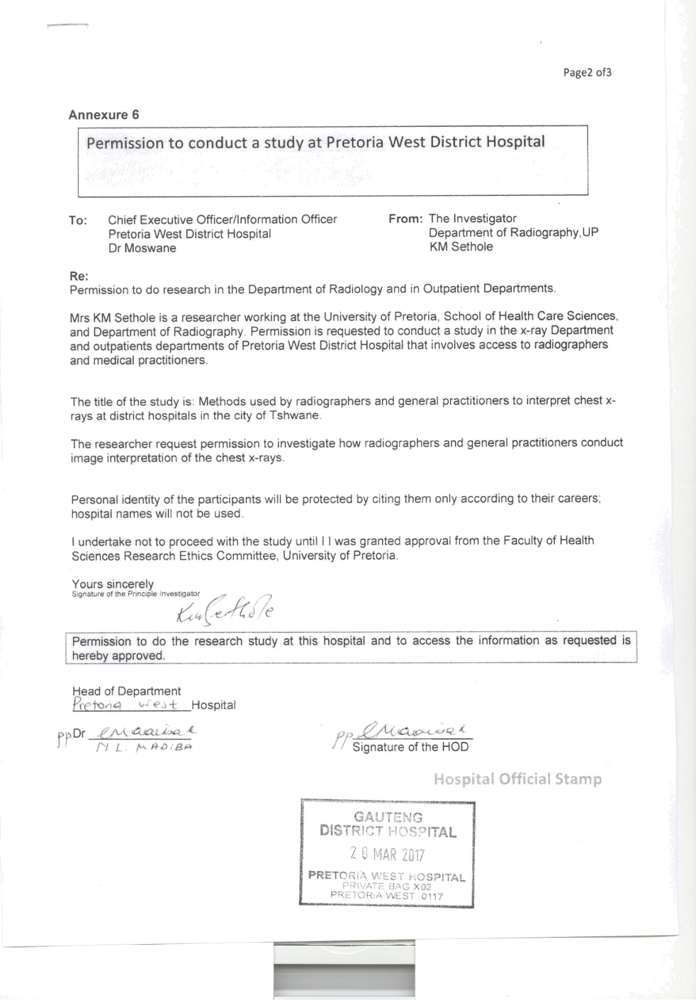 Page2 of3
Annexure 6
Permission to conduct a study at Pretoria West District Hospital
To: Chief Executive Officer/Information Officer
Pretoria West District Hospital
Dr Moswane
From: The Investigator
Department of Radiography,UP
KM Sethole
Re:
Permission to do research in the Department of Radiology and in Outpatient Departments.
Mrs KM Sethole is a researcher working at the University of Pretoria, School of Health Care Sciences,
and Department of Radiography. Permission is requested to conduct a study in the x-ray Department
and outpatients departments of Pretoria West District Hospital that involves access to radiographers
and medical practitioners.
The title of the study is: Methods used by radiographers and general practitioners to interpret chest x-
rays at district hospitals in the city of Tshwane.
The researcher request permission to investigate how radiographers and general practitioners conduct
image interpretation of the chest x-rays.
Personal identity of the participants will be protected by citing them only according to their careers;
hospital names will not be used.
I undertake not to proceed with the study until I I was granted approval from the Faculty of Health
Sciences Research Ethics Committee, University of Pretoria.
Yours sincerely
Signature of the Principle Investigator
KmSethole
Permission to do the research study at this hospital and to access the information as requested is
hereby approved.
Head of Department
Pretoria West Hospital
pp Dr
N L. MADIBA
pp
Signature of the HOD
Hospital Official Stamp
GAUTENG
DISTRICT HOSPITAL
28 MAR 2017
PRETORIA WEST HOSPITAL
PRIVATE BAG X02
PRETORIA WEST 0117